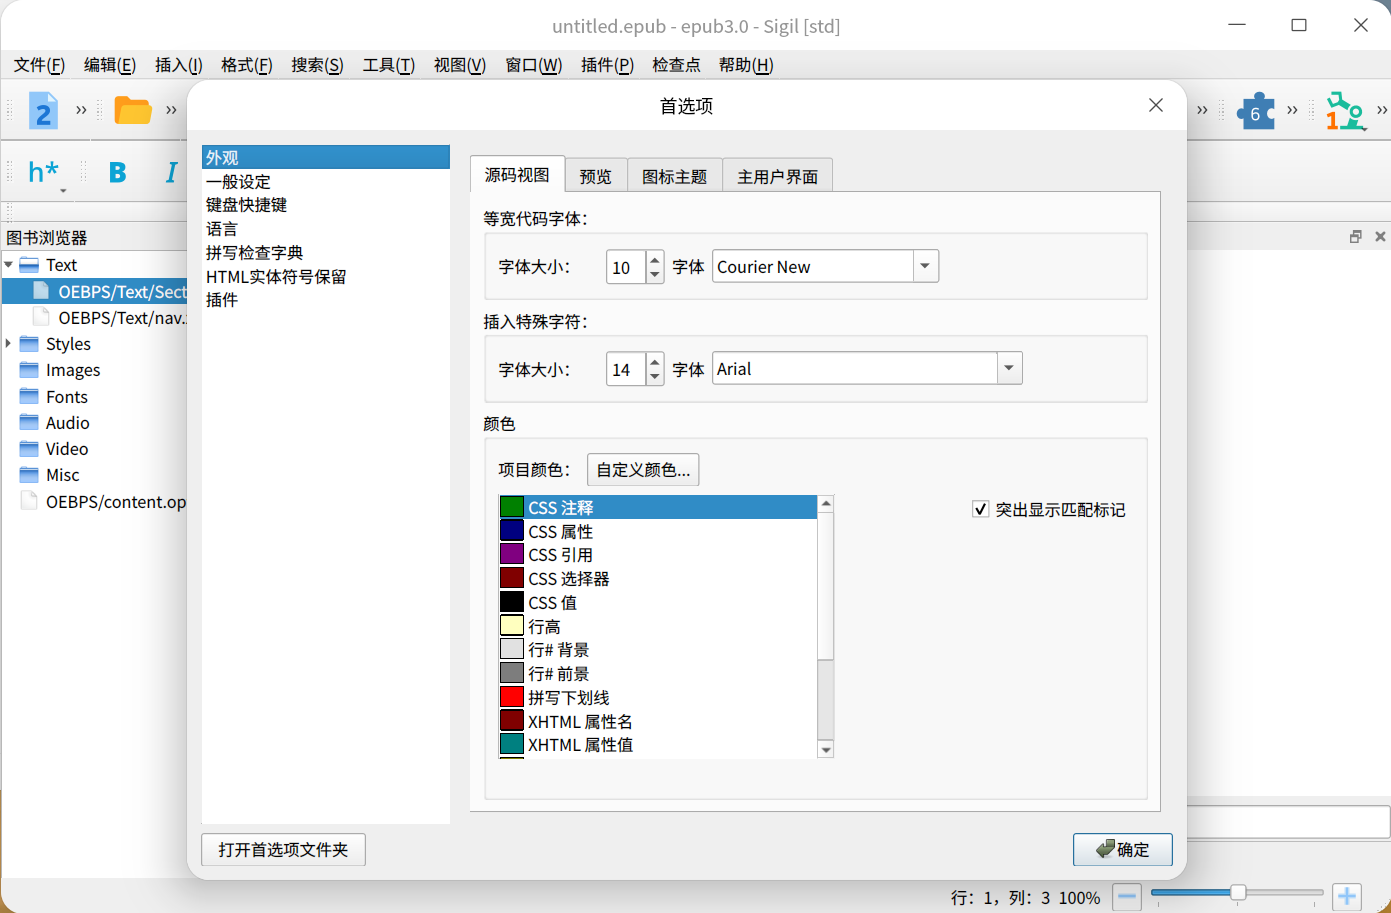 untitled.epub - epub3.0 - Sigil [std]
文件(F) 编辑(E) 插入(I) 格式(F) 搜索(S) 工具(T) 视图(V) 窗口(W) 插件(P) 检查点 帮助(H)
2 » » » 6 » 1 »
首选项
h* B I
图书浏览器
Text
OEBPS/Text/Sect
OEBPS/Text/nav.
Styles
Images
Fonts
Audio
Video
Misc
OEBPS/content.op
外观
一般设定
键盘快捷键
语言
拼写检查字典
HTML实体符号保留
插件
源码视图 预览 图标主题 主用户界面
等宽代码字体：
字体大小： 10 字体 Courier New
插入特殊字符：
字体大小： 14 字体 Arial
颜色
项目颜色： 自定义颜色...
CSS 注释
CSS 属性
CSS 引用
CSS 选择器
CSS 值
行高
行# 背景
行# 前景
拼写下划线
XHTML 属性名
XHTML 属性值
突出显示匹配标记
打开首选项文件夹 确定
行：1，列：3 100%